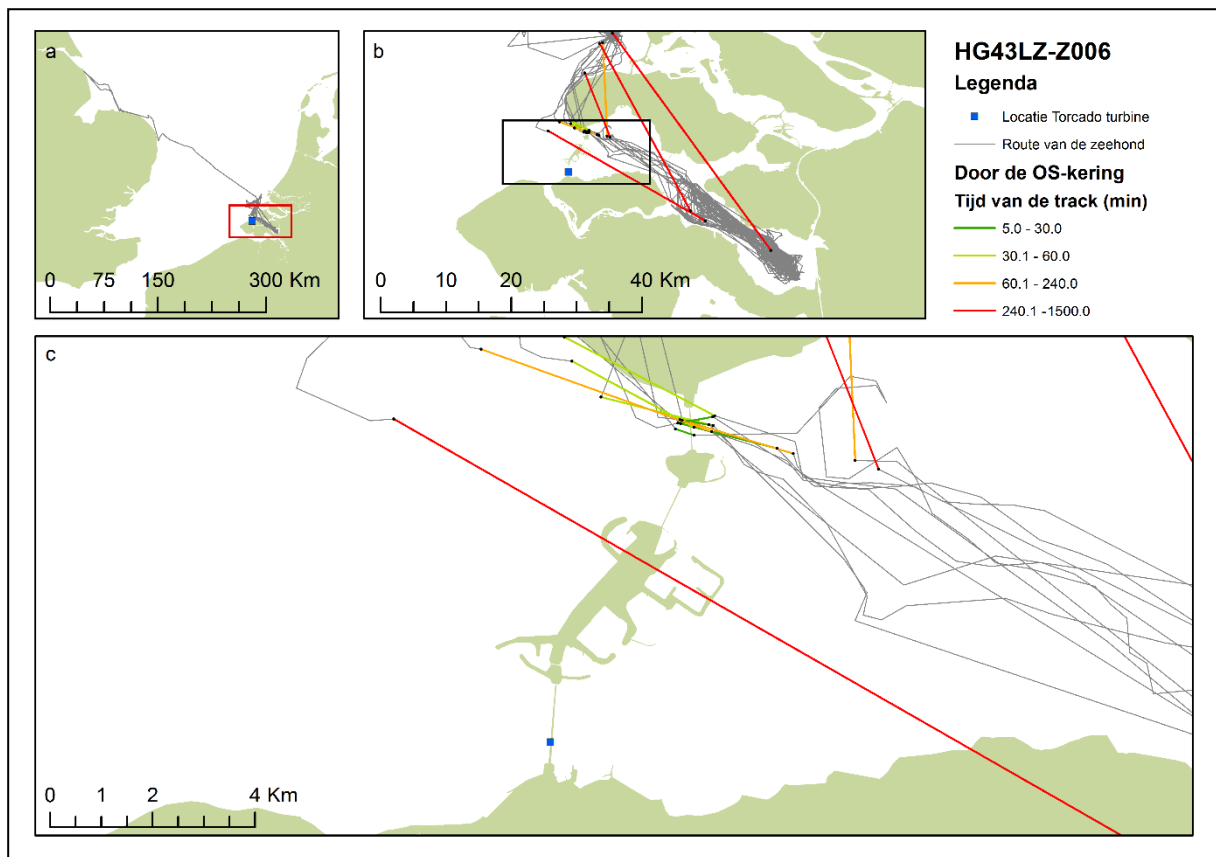 a
0 75 150 300 Km
b
0 10 20 40 Km
HG43LZ-Z006
Legenda
Locatie Torcado turbine
Route van de zeehond
Door de OS-kering
Tijd van de track (min)
5.0 - 30.0
30.1 - 60.0
60.1 - 240.0
240.1 -1500.0
c
0 1 2 4 Km